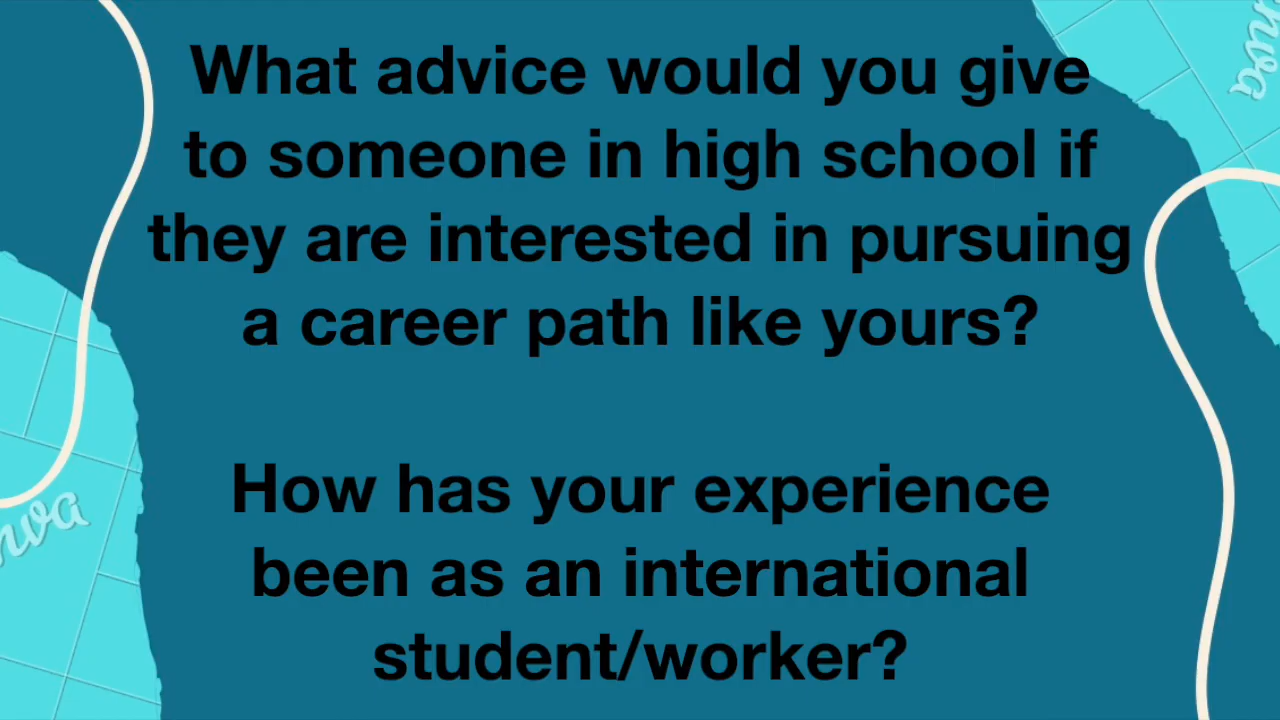 What advice would you give
to someone in high school if
they are interested in pursuing
a career path like yours?
How has your experience
been as an international
student/worker?